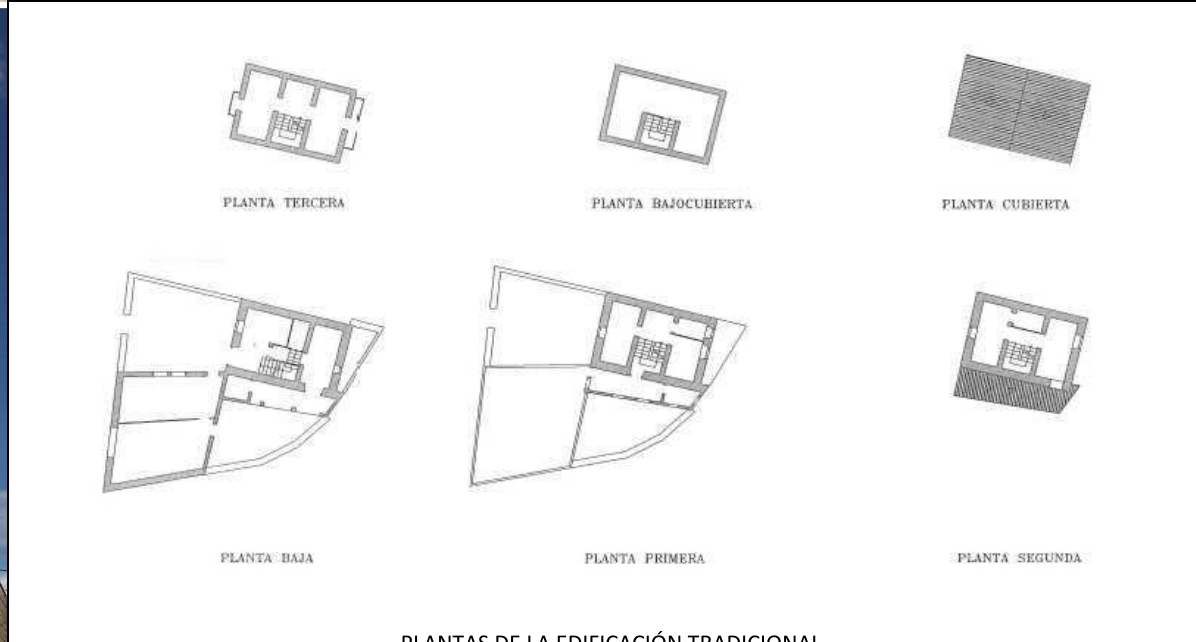 PLANTA TERCERA
PLANTA BAJOCUBIERTA
PLANTA CUBIERTA
PLANTA BAJA
PLANTA PRIMERA
PLANTA SEGUNDA
PLANTAS DE LA EDIFICACIÓN TRADICIONAL